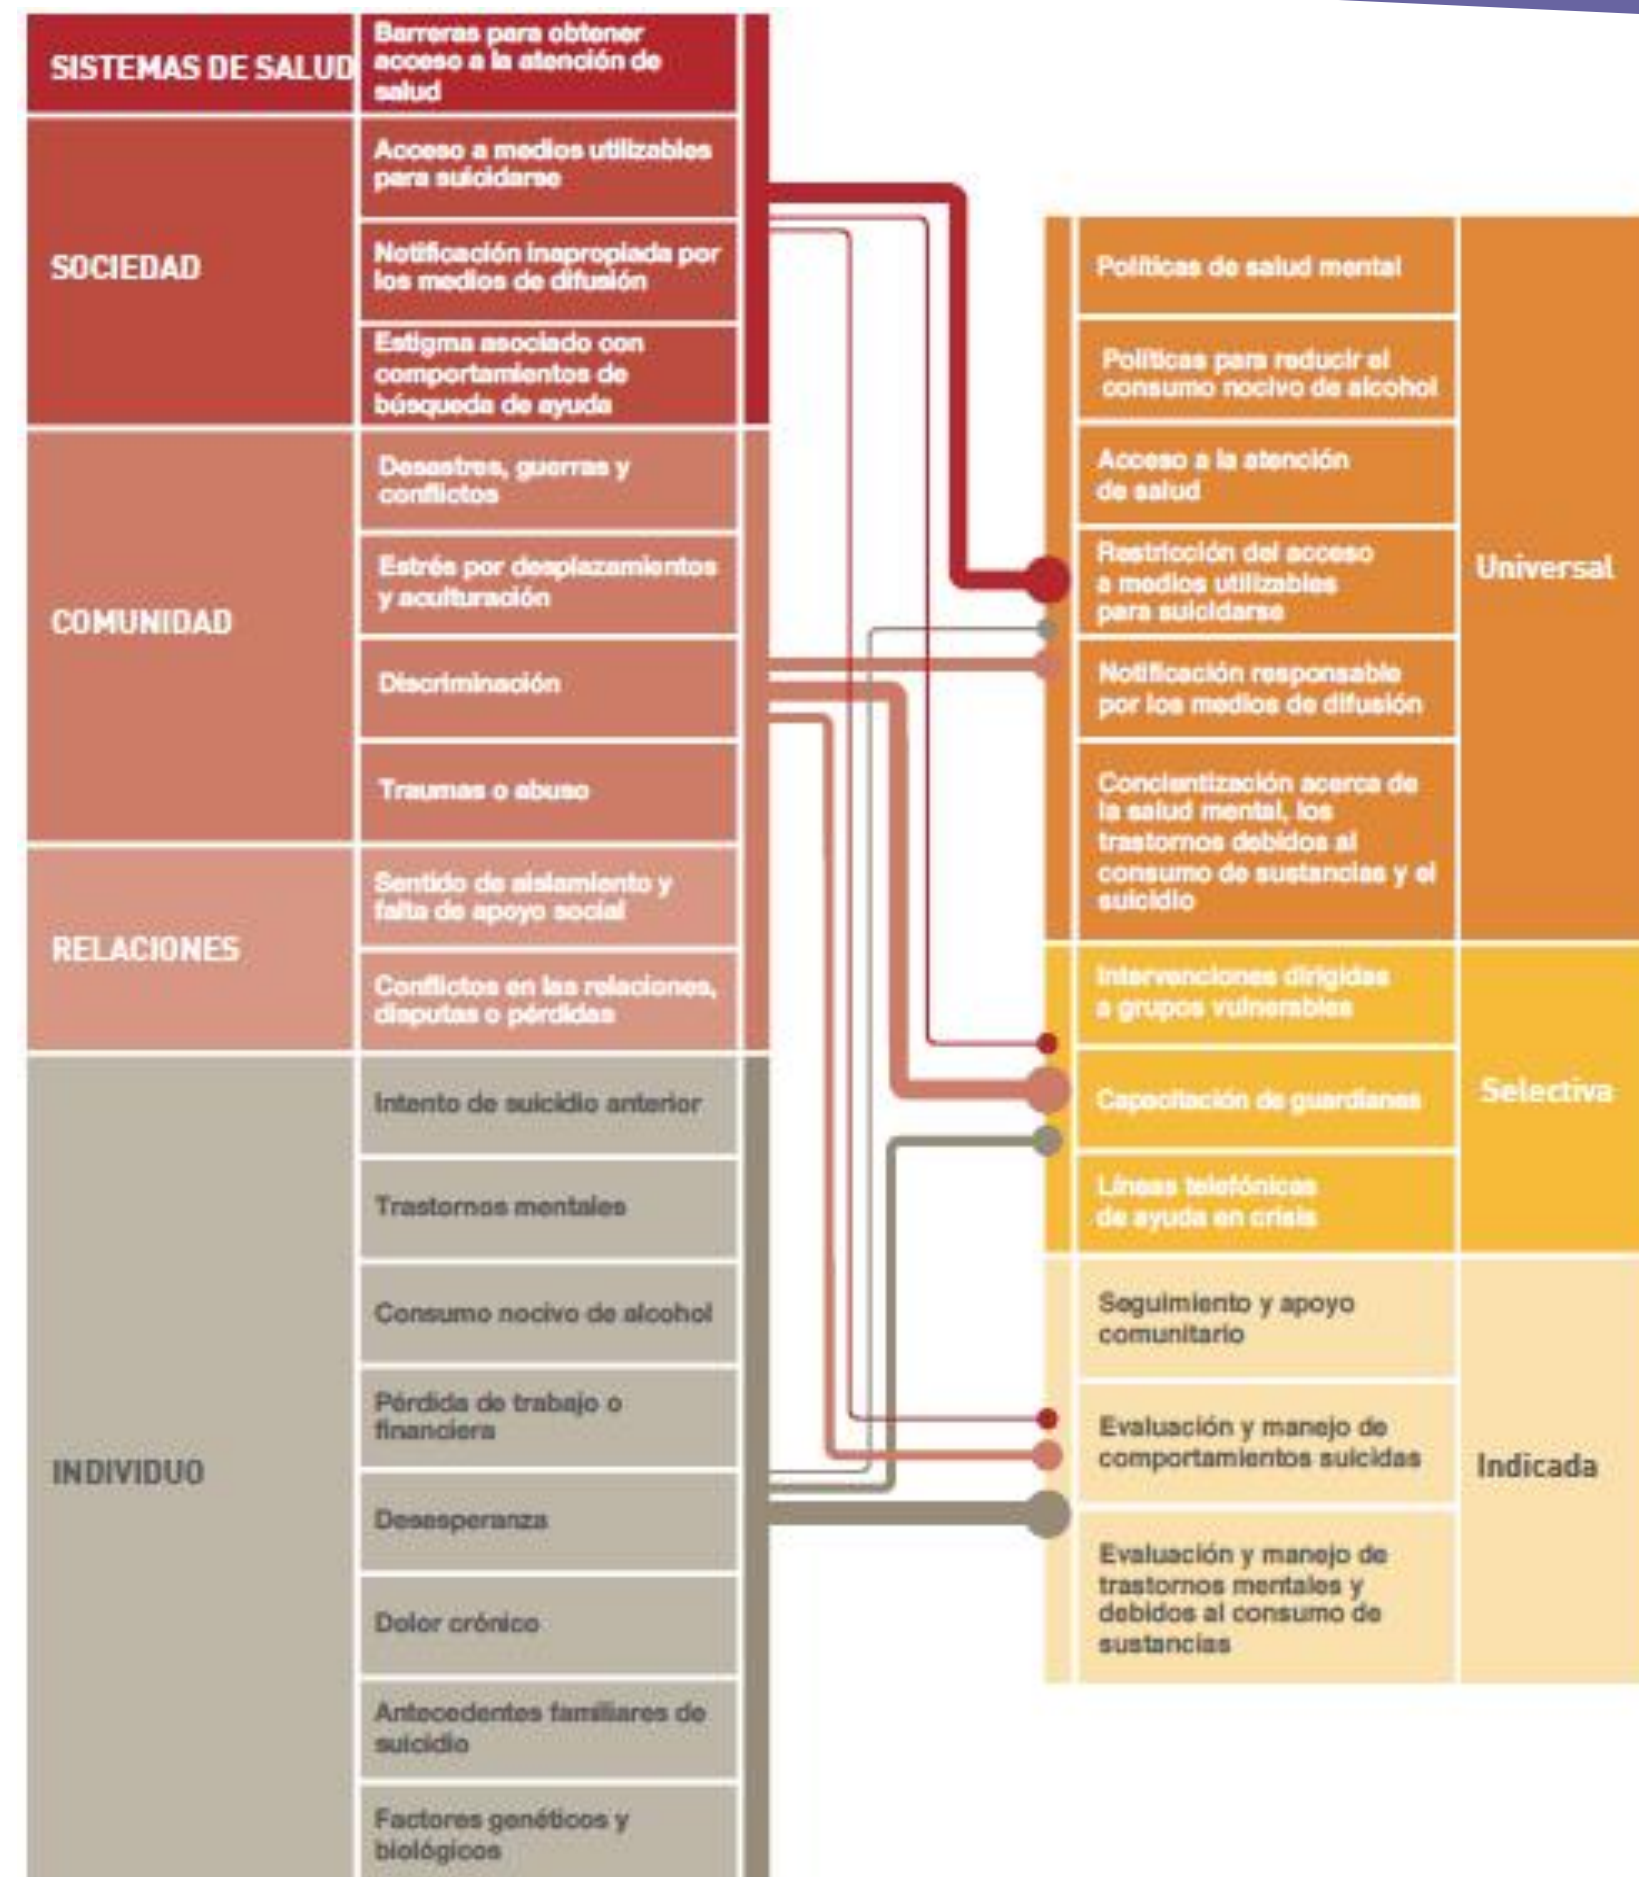 SISTEMAS DE SALUD
Barreras para obtener
acceso a la atención de
salud
SOCIEDAD
Acceso a medios utilizables
para suicidarse
Notificación inapropiada por
los medios de difusión
Estigma asociado con
comportamientos de
búsqueda de ayuda
COMUNIDAD
Desastres, guerras y
conflictos
Estrés por desplazamientos
y aculturación
Discriminación
Traumas o abuso
RELACIONES
Sentido de aislamiento y
falta de apoyo social
Conflictos en las relaciones,
disputas o pérdidas
INDIVIDUO
Intento de suicidio anterior
Trastornos mentales
Consumo nocivo de alcohol
Pérdida de trabajo o
financiera
Desesperanza
Dolor crónico
Antecedentes familiares de
suicidio
Factores genéticos y
biológicos
Políticas de salud mental
Políticas para reducir el
consumo nocivo de alcohol
Acceso a la atención
de salud
Restricción del acceso
a medios utilizables
para suicidarse
Notificación responsable
por los medios de difusión
Concientización acerca de
la salud mental, los
trastornos debidos al
consumo de sustancias y el
suicidio
Universal
Intervenciones dirigidas
a grupos vulnerables
Capacitación de guardianes
Líneas telefónicas
de ayuda en crisis
Selectiva
Seguimiento y apoyo
comunitario
Evaluación y manejo de
comportamientos suicidas
Evaluación y manejo de
trastornos mentales y
debidos al consumo de
sustancias
Indicada